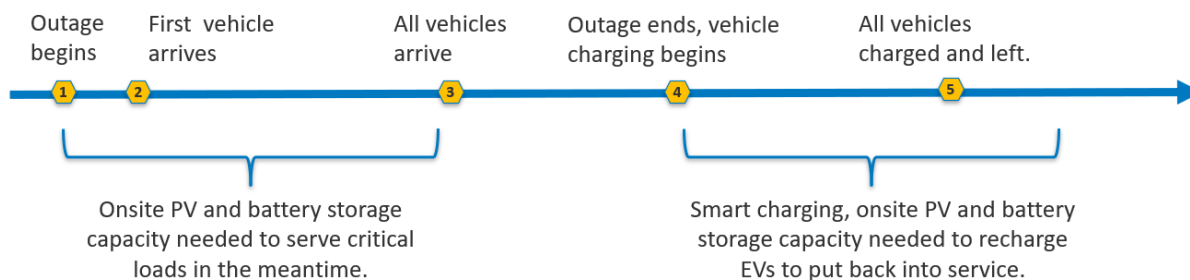 Outage
begins
First vehicle
arrives
All vehicles
arrive
Outage ends, vehicle
charging begins
All vehicles
charged and left.
1
2
3
4
5
Onsite PV and battery storage
capacity needed to serve critical
loads in the meantime.
Smart charging, onsite PV and battery
storage capacity needed to recharge
EVs to put back into service.